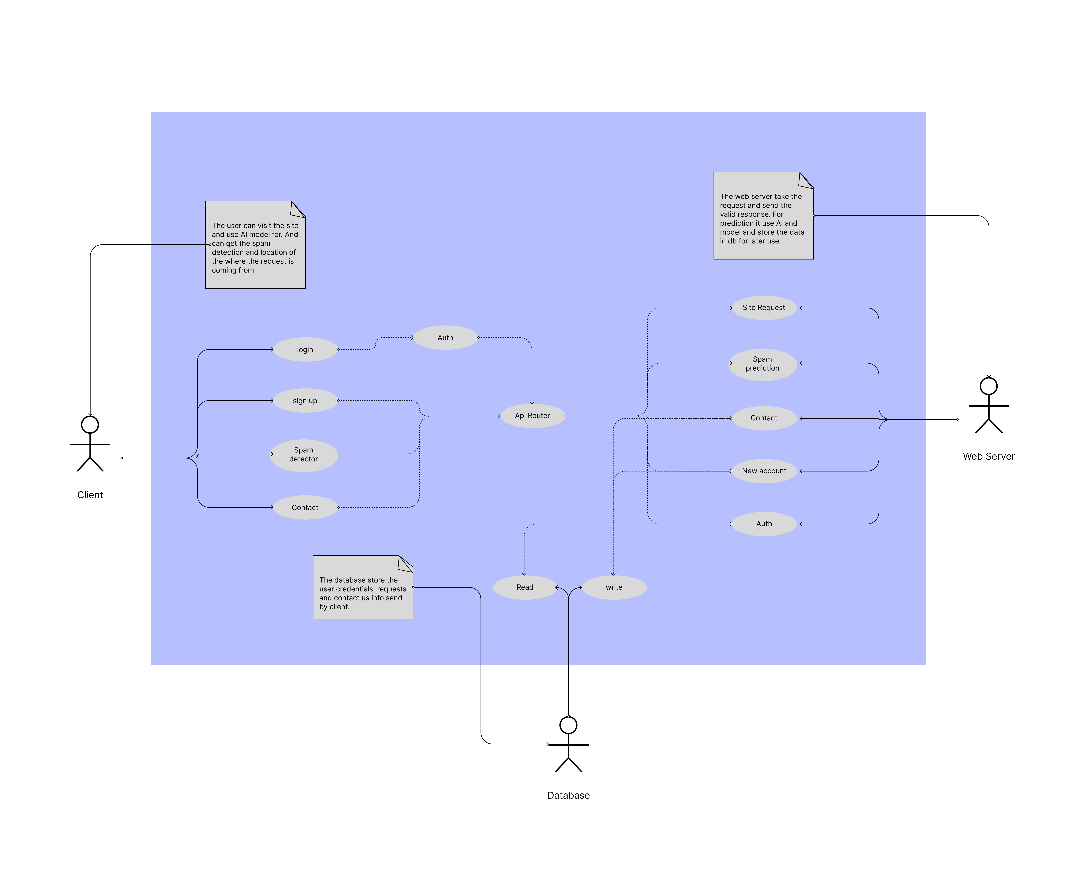 The user can visit the site
and use AI model for. And
can get the spam
detection and location of
the where the request is
coming from
The web server take the
request and send the
valid response. For
prediction it use AI and
model and store the data
in db for later use.
Site Request
Auth
login
Spam
prediction
sign up
Api Router
Contact
Spam
detector
New account
Contact
Auth
Client
Web Server
The database store the
user credentials, requests
and contact us info send
by client.
Read
write
Database